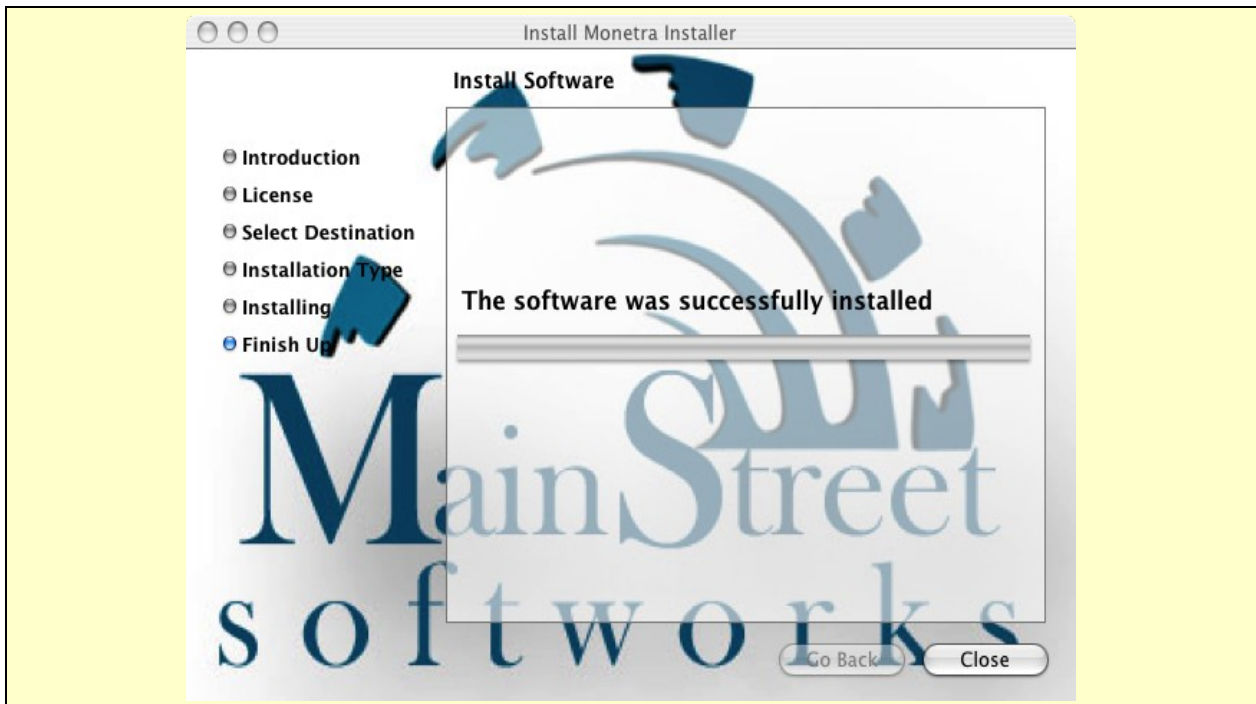 Install Monetra Installer
Install Software
Introduction
License
Select Destination
Installation Type
Installing
Finish Up
The software was successfully installed
MainStreet
softworks
Go Back
Close